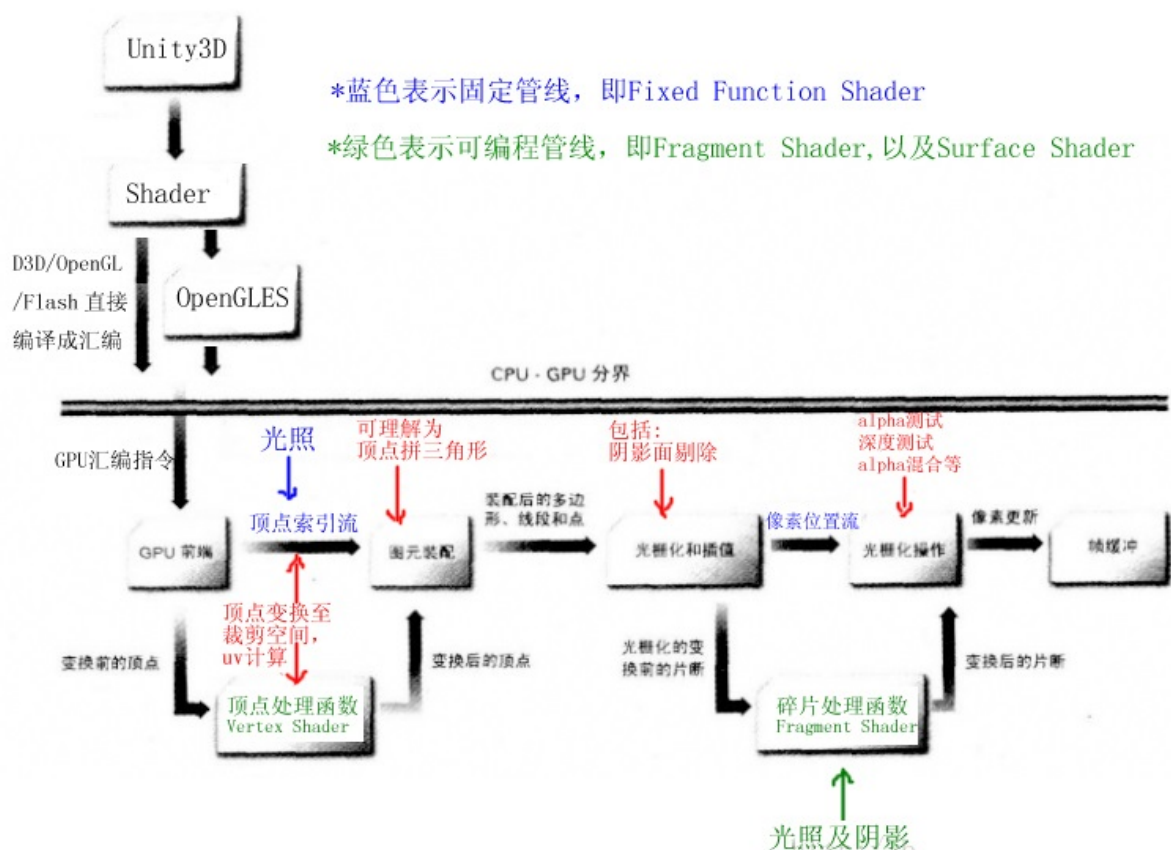 Unity3D
*蓝色表示固定管线，即Fixed Function Shader
*绿色表示可编程管线，即Fragment Shader,以及Surface Shader
Shader
D3D/OpenGL
/Flash 直接
编译成汇编
OpenGLES
CPU - GPU 分界
GPU汇编指令
光照
可理解为
顶点拼三角形
包括:
阴影面剔除
alpha测试
深度测试
alpha混合等
顶点索引流
装配后的多边
形、线段和点
像素位置流
像素更新
GPU 前端
图元装配
光栅化和插值
光栅化操作
帧缓冲
顶点变换至
裁剪空间，
uv计算
变换前的顶点
变换后的顶点
光栅化的变
换前的片断
变换后的片断
顶点处理函数
Vertex Shader
碎片处理函数
Fragment Shader
光照及阴影